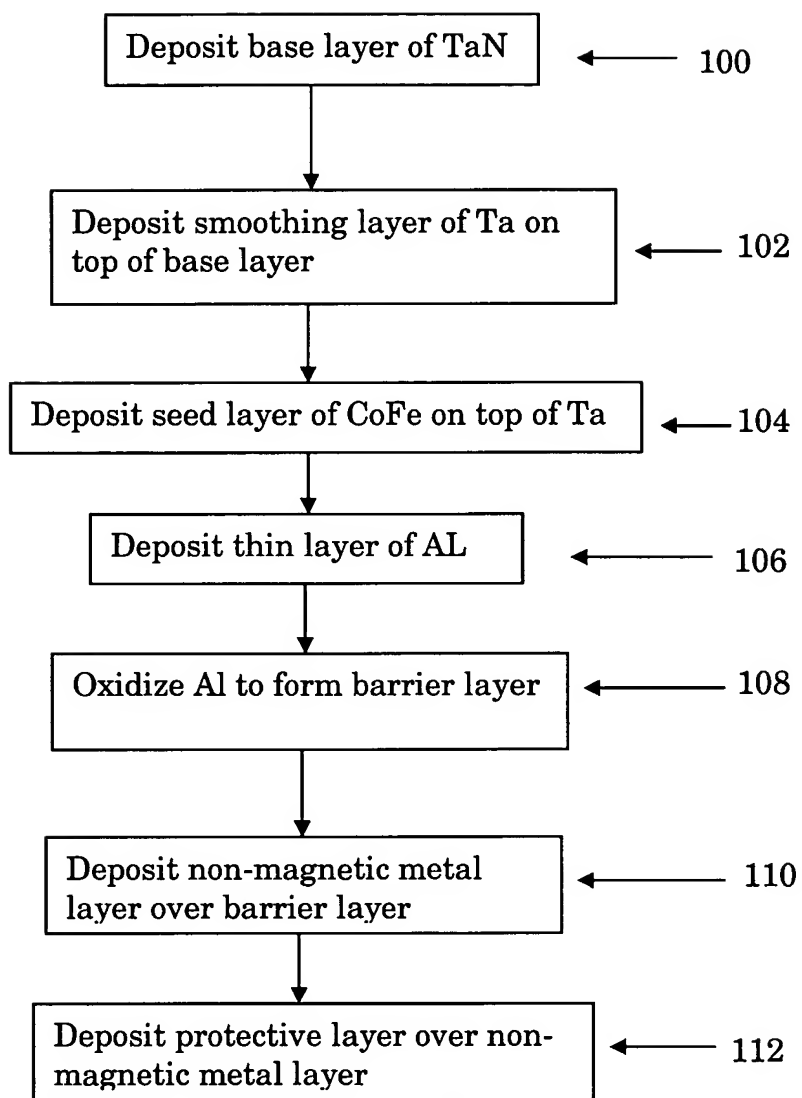 Deposit base layer of TaN
100
Deposit smoothing layer of Ta on
top of base layer
102
Deposit seed layer of CoFe on top of Ta
104
Deposit thin layer of AL
106
Oxidize Al to form barrier layer
108
Deposit non-magnetic metal
layer over barrier layer
110
Deposit protective layer over non-
magnetic metal layer
112